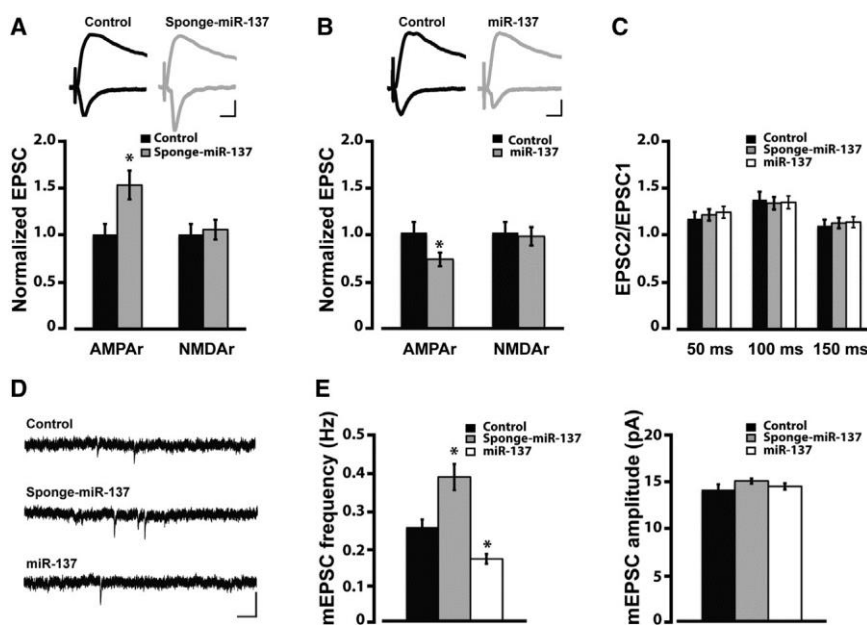 A
Control
Sponge-miR-137
Normalized EPSC
2.0
1.5
1.0
0.5
0
Control
Sponge-miR-137
*
AMPAr
NMDAr
B
Control
miR-137
Normalized EPSC
2.0
1.5
1.0
0.5
0
Control
miR-137
*
AMPAr
NMDAr
C
EPSC2/EPSC1
2.0
1.5
1.0
0.5
0
Control
Sponge-miR-137
miR-137
50 ms
100 ms
150 ms
D
Control
Sponge-miR-137
miR-137
E
mEPSC frequency (Hz)
0.5
0.4
0.3
0.2
0.1
0
Control
Sponge-miR-137
miR-137
*
*
mEPSC amplitude (pA)
20
15
10
5
0
Control
Sponge-miR-137
miR-137